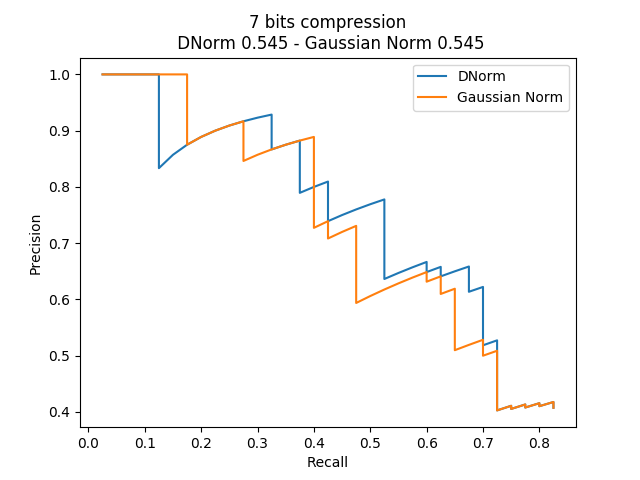 7 bits compression
DNorm 0.545 - Gaussian Norm 0.545
DNorm
Gaussian Norm
1.0
0.9
0.8
0.7
0.6
0.5
0.4
Precision
0.0 0.1 0.2 0.3 0.4 0.5 0.6 0.7 0.8
Recall